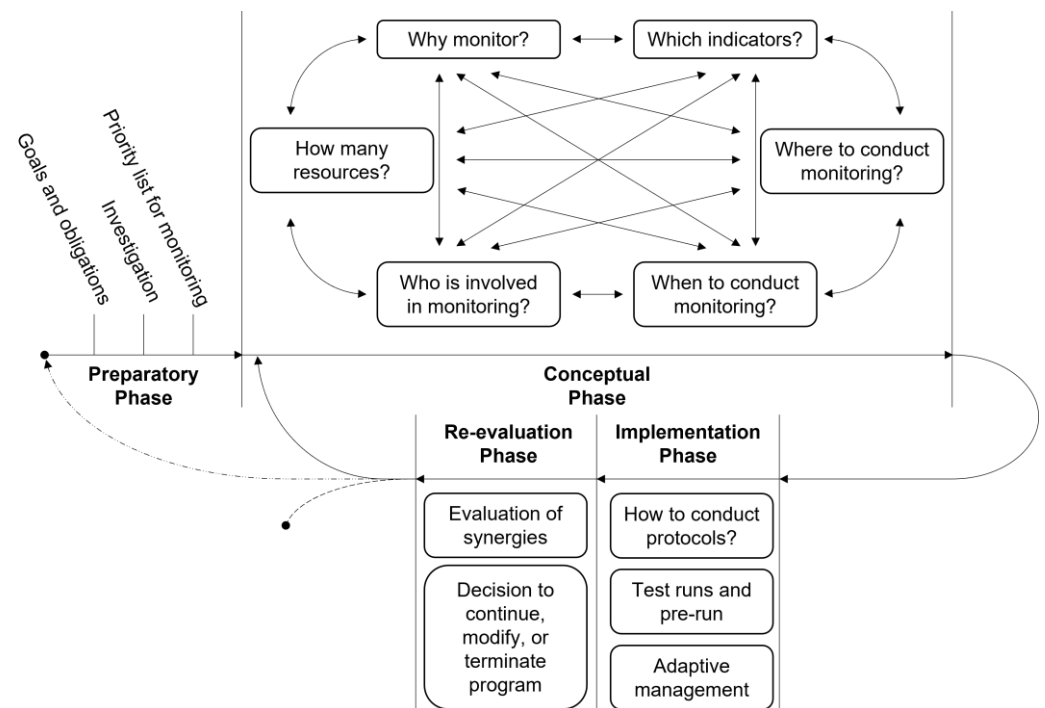 Why monitor?
Which indicators?
How many
resources?
Where to conduct
monitoring?
Who is involved
in monitoring?
When to conduct
monitoring?
Goals and obligations
Investigation
Priority list for monitoring
Preparatory
Phase
Conceptual
Phase
Re-evaluation
Phase
Implementation
Phase
Evaluation of
synergies
Decision to
continue,
modify, or
terminate
program
How to conduct
protocols?
Test runs and
pre-run
Adaptive
management